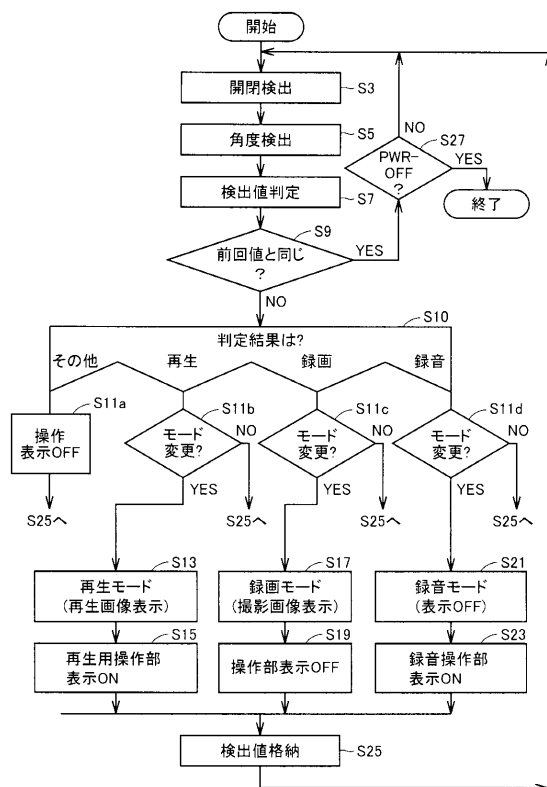 開始
開閉検出
S3
角度検出
S5
検出値判定
S7
NO
S27
PWR-
OFF
?
YES
終了
S9
前回値と同じ
?
YES
NO
S10
判定結果は?
その他
再生
録画
録音
S11a
操作
表示OFF
S25へ
S11b
モード
変更?
NO
YES
S25へ
S11c
モード
変更?
NO
YES
S25へ
S11d
モード
変更?
NO
YES
S25へ
S13
再生モード
(再生画像表示)
S17
録画モード
(撮影画像表示)
S21
録音モード
(表示OFF)
S15
再生用操作部
表示ON
S19
操作部表示OFF
S23
録音操作部
表示ON
検出値格納
S25